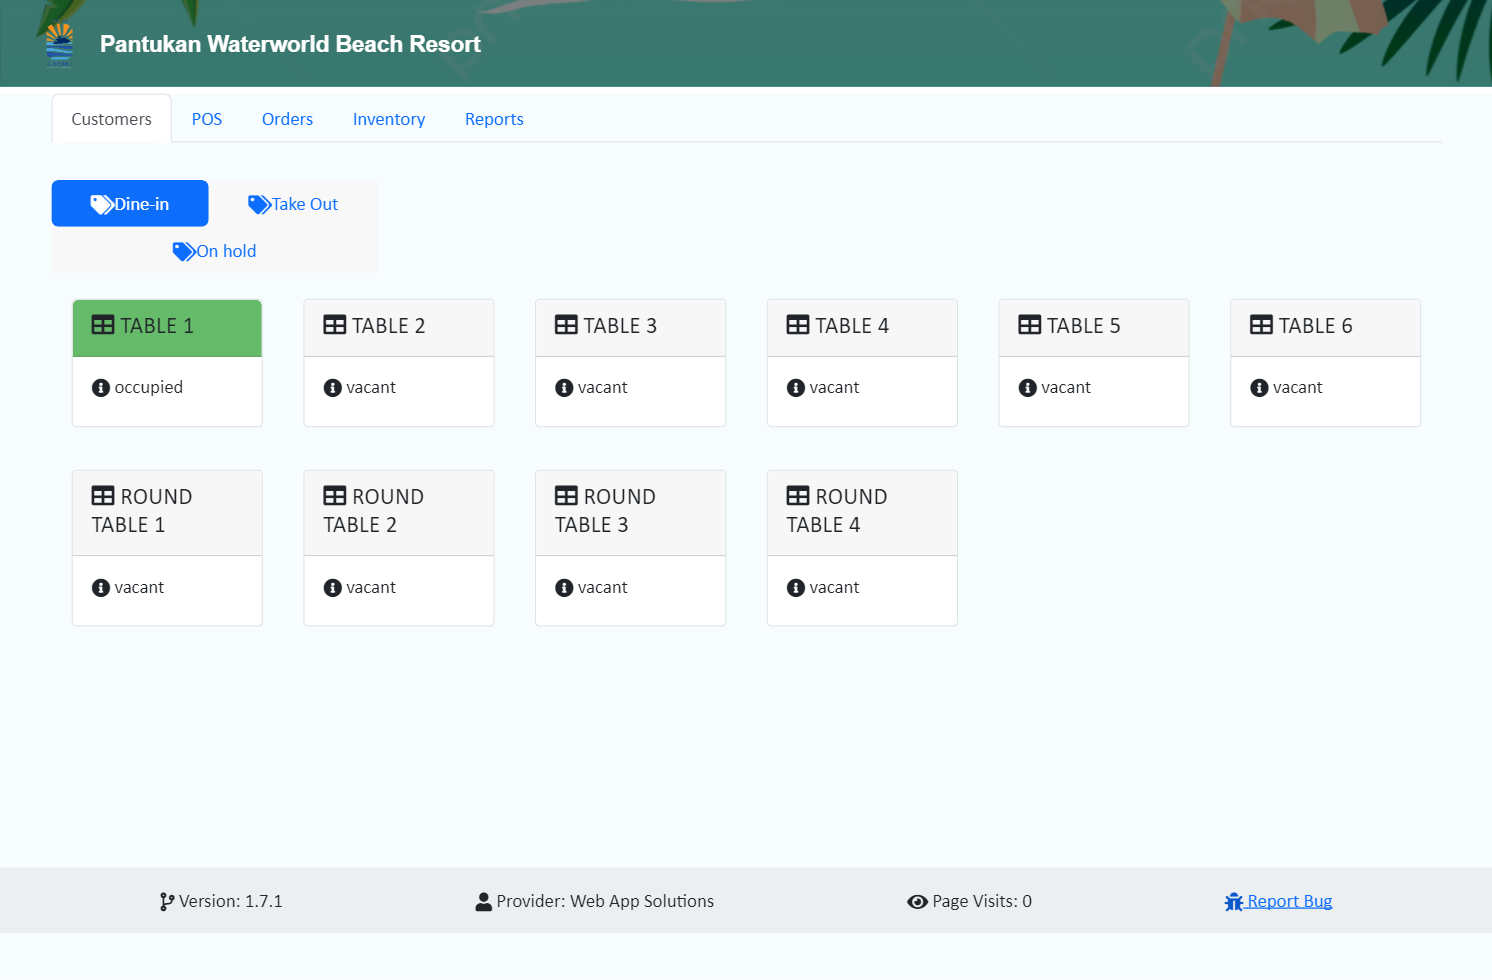 Pantukan Waterworld Beach Resort
Customers POS Orders Inventory Reports
Dine-in Take Out
On hold
TABLE 1 TABLE 2 TABLE 3 TABLE 4 TABLE 5 TABLE 6
occupied vacant vacant vacant vacant vacant
ROUND TABLE 1 ROUND TABLE 2 ROUND TABLE 3 ROUND TABLE 4
vacant vacant vacant vacant
Version: 1.7.1 Provider: Web App Solutions Page Visits: 0 Report Bug